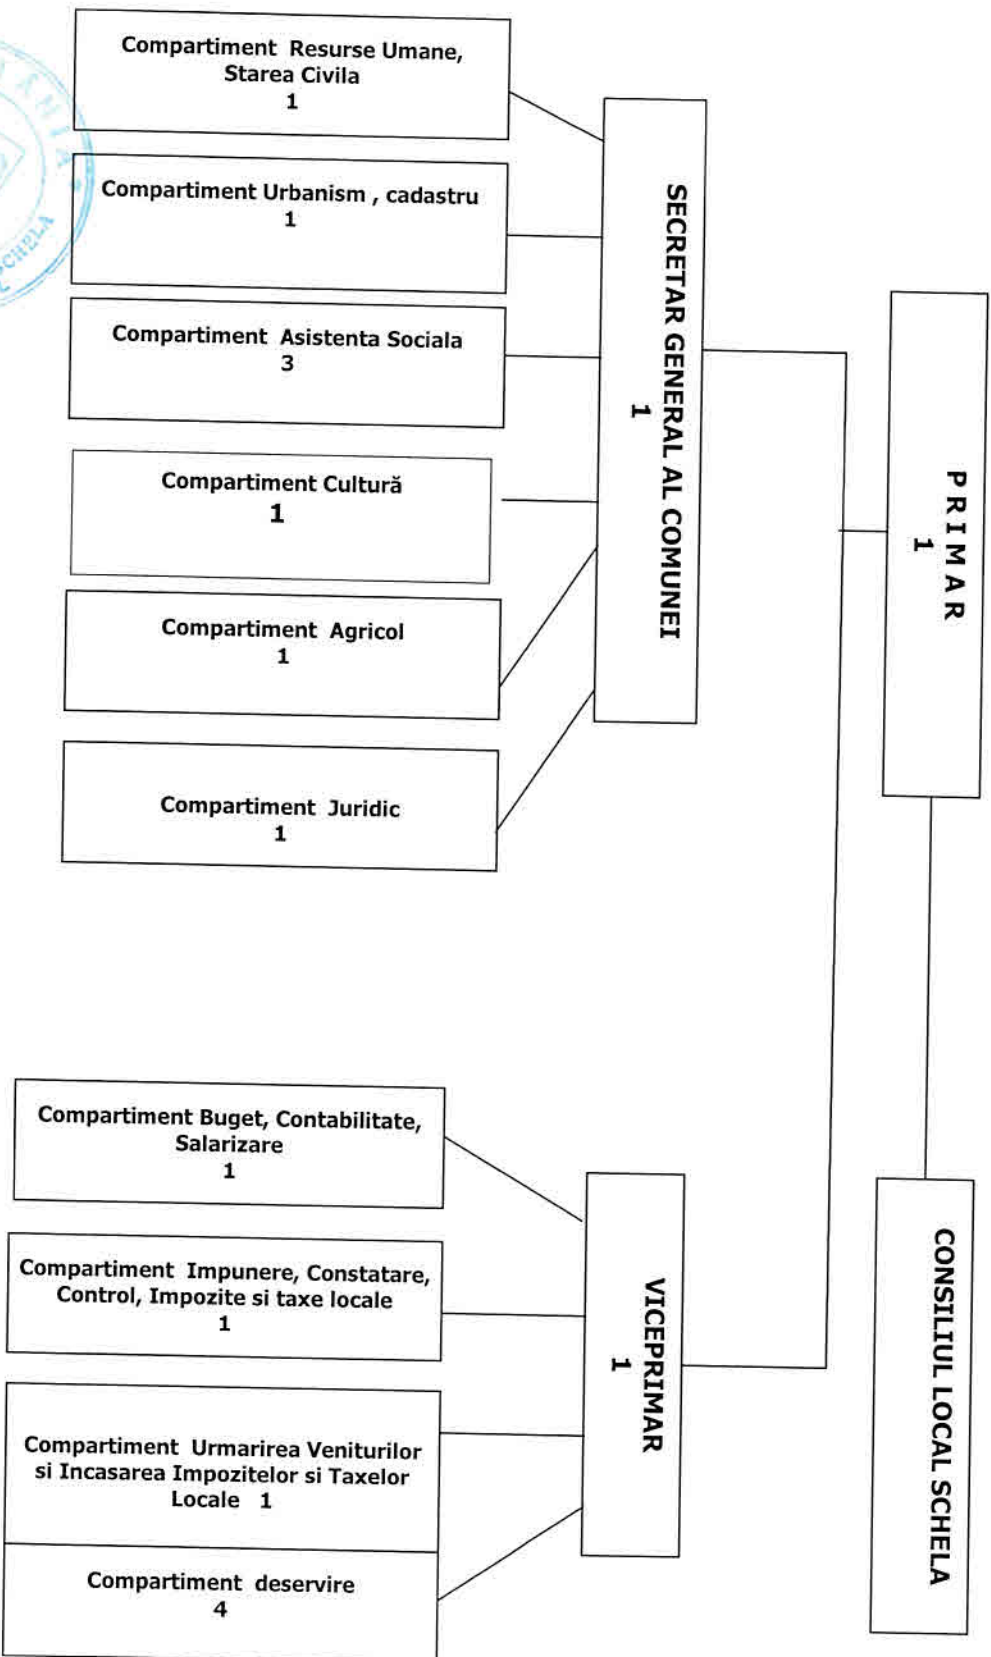 Compartiment Resurse Umane,
Starea Civila
1
Compartiment Urbanism , cadastru
1
Compartiment Asistenta Sociala
3
Compartiment Cultură
1
Compartiment Agricol
1
Compartiment Juridic
1
SECRETAR GENERAL AL COMUNEI
1
PRIMAR
1
Compartiment Buget, Contabilitate,
Salarizare
1
Compartiment Impunere, Constatare,
Control, Impozite si taxe locale
1
Compartiment Urmarirea Veniturilor
si Incasarea Impozitelor si Taxelor
Locale 1
Compartiment deservire
4
VICEPRIMAR
1
CONSILIUL LOCAL SCHELA